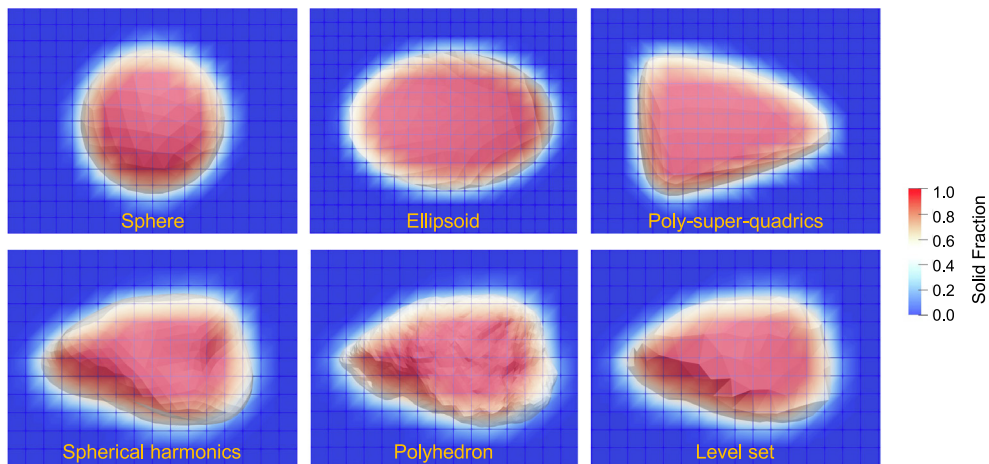 Sphere
Ellipsoid
Poly-super-quadrics
Spherical harmonics
Polyhedron
Level set
1.0
0.8
0.6
0.4
0.2
0.0
Solid Fraction